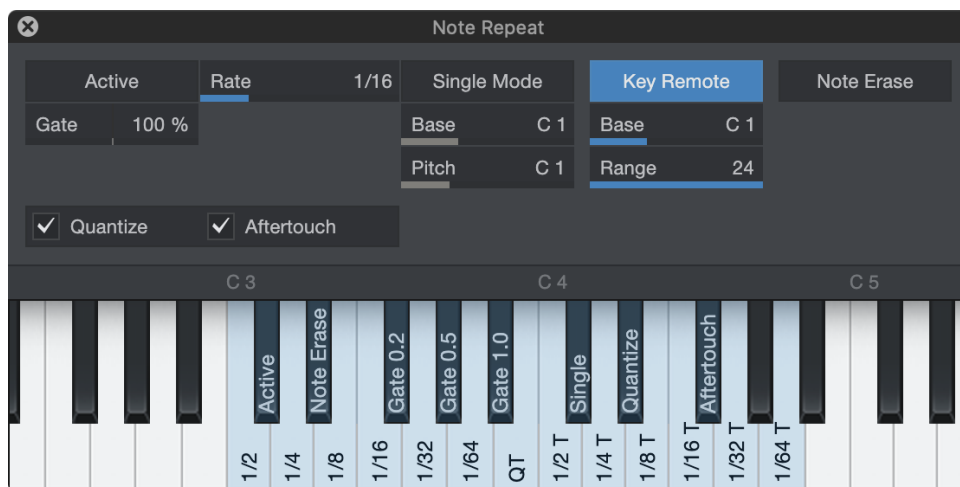 Note Repeat
Active
Rate 1/16
Single Mode
Key Remote
Note Erase
Gate 100 %
Base C 1
Base C 1
Pitch C 1
Range 24
Quantize
Aftertouch
C 3
C 4
C 5
Active
Note Erase
Gate 0.2
Gate 0.5
Gate 1.0
Single
Quantize
Aftertouch
1/2
1/4
1/8
1/16
1/32
1/64
QT
1/2 T
1/4 T
1/8 T
1/16 T
1/32 T
1/64 T